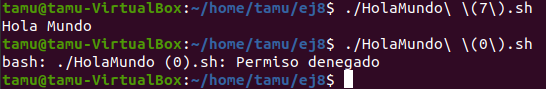 tamu@tamu-VirtualBox:~/home/tamu/ej8$ ./HolaMundo\ \(7\).sh
Hola Mundo
tamu@tamu-VirtualBox:~/home/tamu/ej8$ ./HolaMundo\ \(0\).sh
bash: ./HolaMundo (0).sh: Permiso denegado
tamu@tamu-VirtualBox:~/home/tamu/ej8$